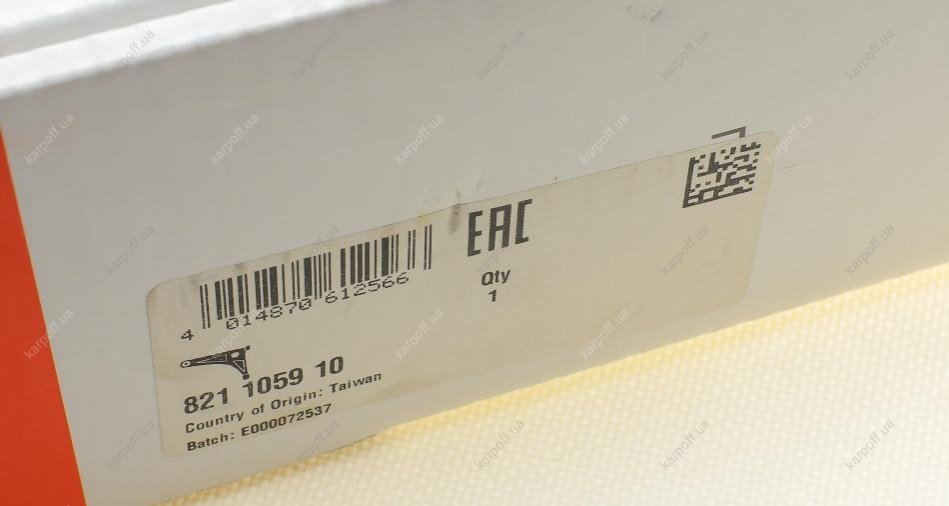 EAC
Qty
1
4 014870 612566
821 1059 10
Country of Origin: Taiwan
Batch: E000072537
karpoff.ua